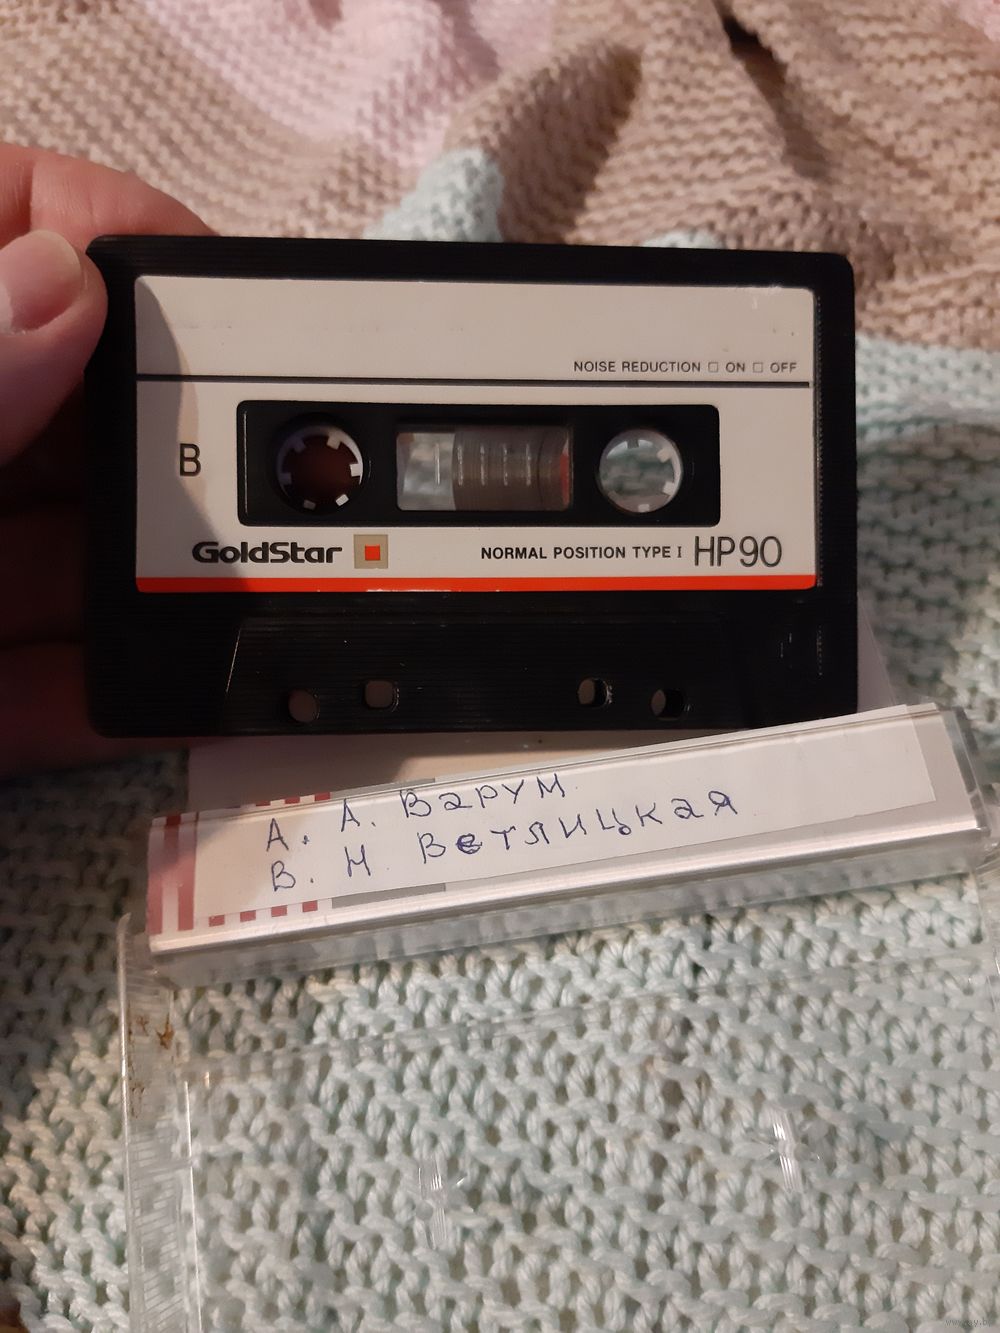 NOISE REDUCTION □ ON □ OFF
B
GoldStar NORMAL POSITION TYPE I HP90
А. А. Варум
В. Н Ветлицкая